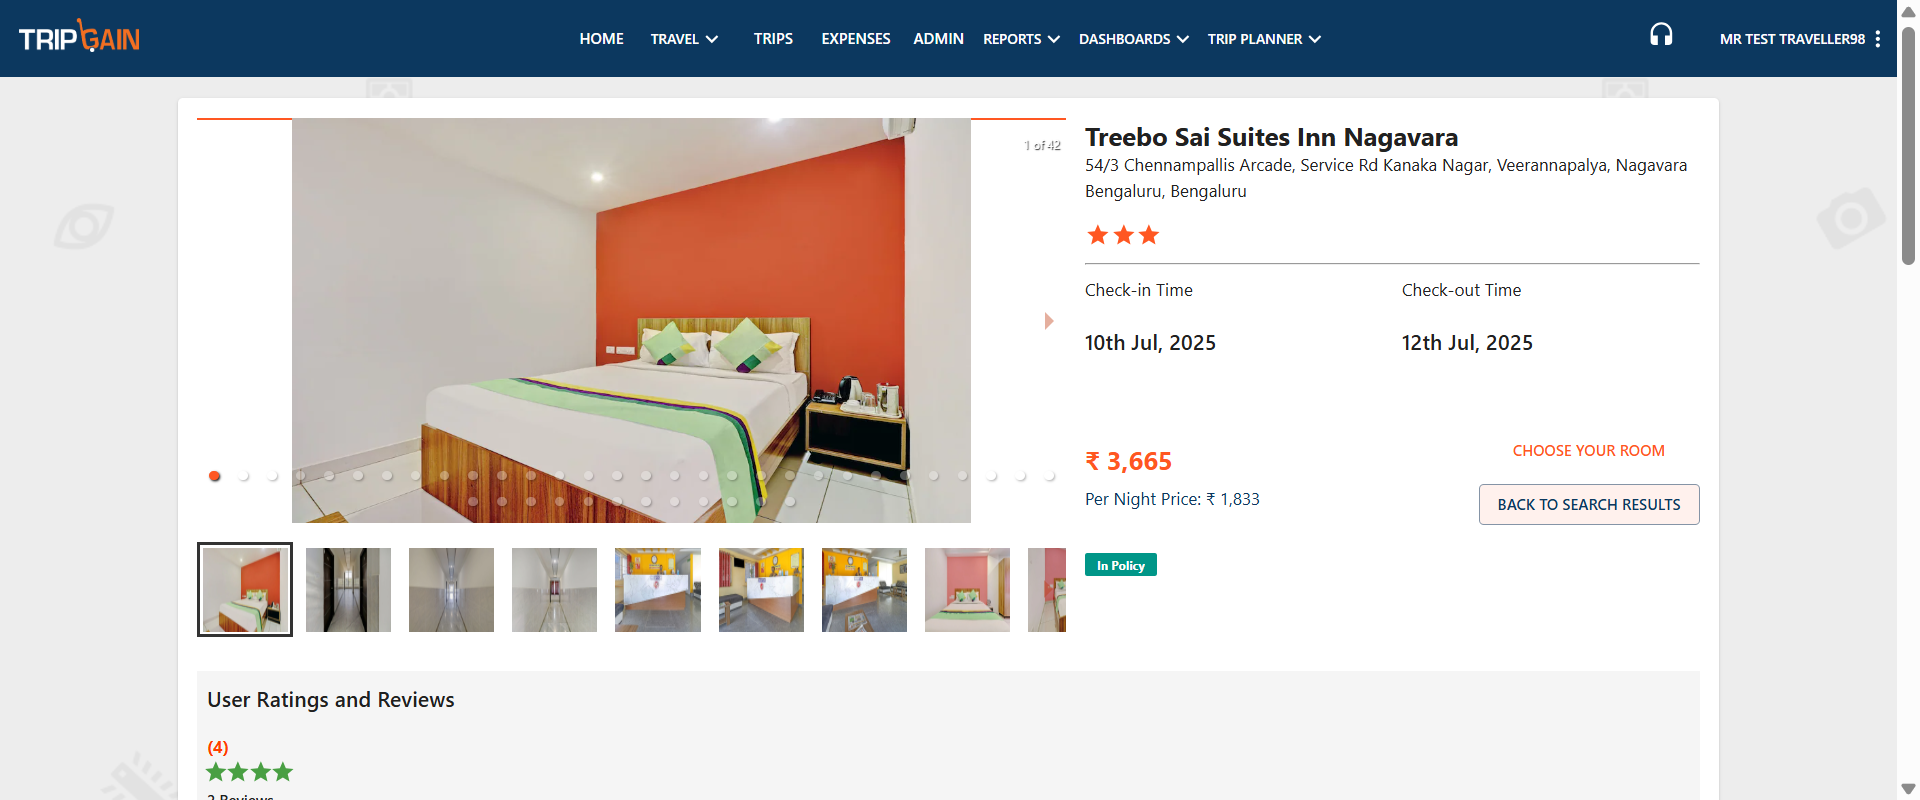 TRIPGAIN
HOME TRAVEL TRIPS EXPENSES ADMIN REPORTS DASHBOARDS TRIP PLANNER MR TEST TRAVELLER98
1 of 42
Treebo Sai Suites Inn Nagavara
54/3 Chennampallis Arcade, Service Rd Kanaka Nagar, Veerannapalya, Nagavara
Bengaluru, Bengaluru
Check-in Time Check-out Time
10th Jul, 2025 12th Jul, 2025
CHOOSE YOUR ROOM
₹ 3,665
Per Night Price: ₹ 1,833
BACK TO SEARCH RESULTS
In Policy
User Ratings and Reviews
(4)
2 Reviews